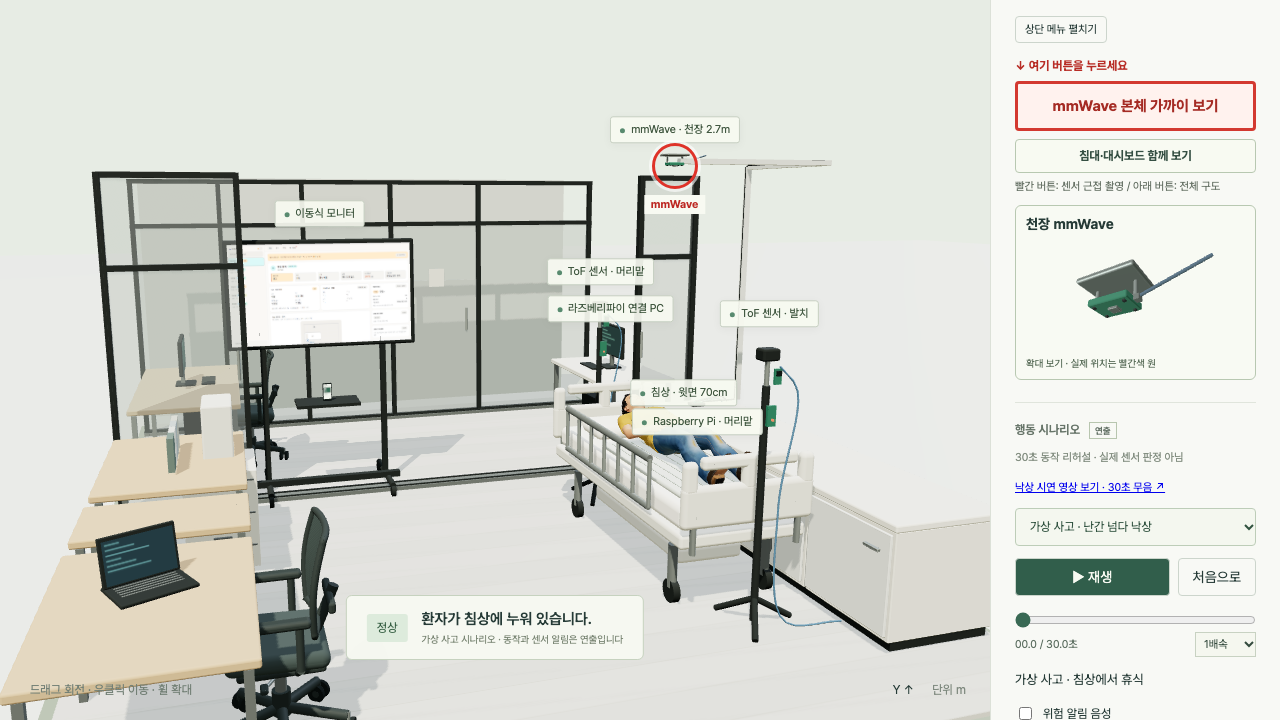 mmWave · 천장 2.7m
mmWave
이동식 모니터
ToF 센서 · 머리맡
라즈베리파이 연결 PC
ToF 센서 · 발치
침상 · 윗면 70cm
Raspberry Pi · 머리맡
정상
환자가 침상에 누워 있습니다.
가상 사고 시나리오 · 동작과 센서 알림은 연출입니다
드래그 회전 · 우클릭 이동 · 휠 확대
Y ↑
단위 m
상단 메뉴 펼치기
↓ 여기 버튼을 누르세요
mmWave 본체 가까이 보기
침대·대시보드 함께 보기
빨간 버튼: 센서 근접 촬영 / 아래 버튼: 전체 구도
천장 mmWave
확대 보기 · 실제 위치는 빨간색 원
행동 시나리오
연출
30초 동작 리허설 · 실제 센서 판정 아님
낙상 시연 영상 보기 · 30초 무음 ↗
가상 사고 · 난간 넘다 낙상
▶ 재생
처음으로
00.0 / 30.0초
1배속
가상 사고 · 침상에서 휴식
위험 알림 음성